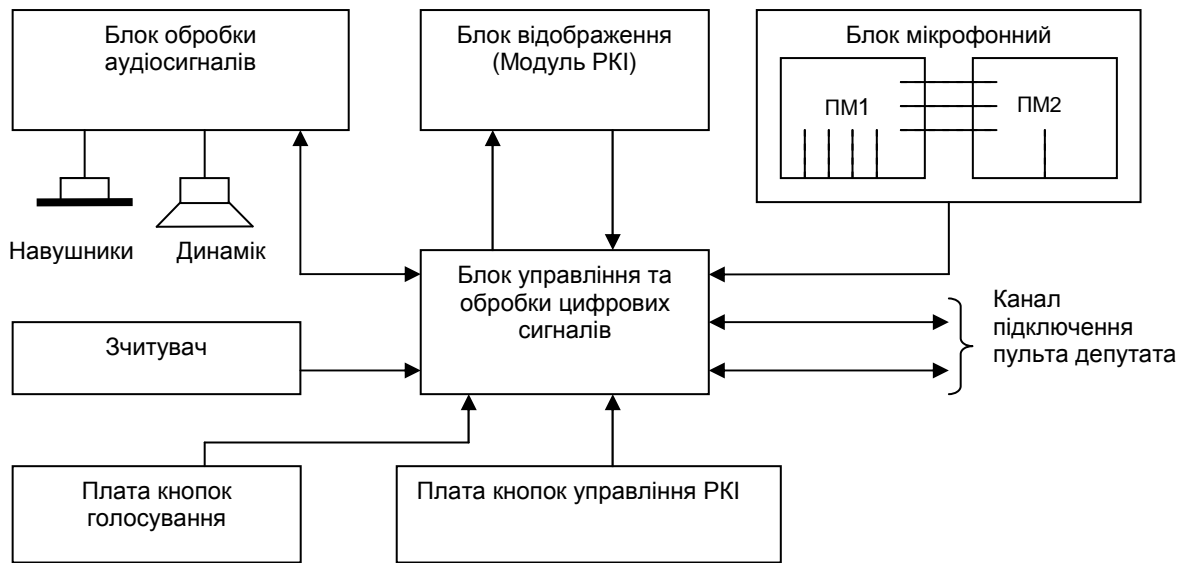 Блок обробки
аудіосигналів
Блок відображення
(Модуль РКІ)
Блок мікрофонний
ПМ1
ПМ2
Навушники
Динамік
Блок управління та
обробки цифрових
сигналів
Канал
підключення
пульта депутата
Зчитувач
Плата кнопок
голосування
Плата кнопок управління РКІ